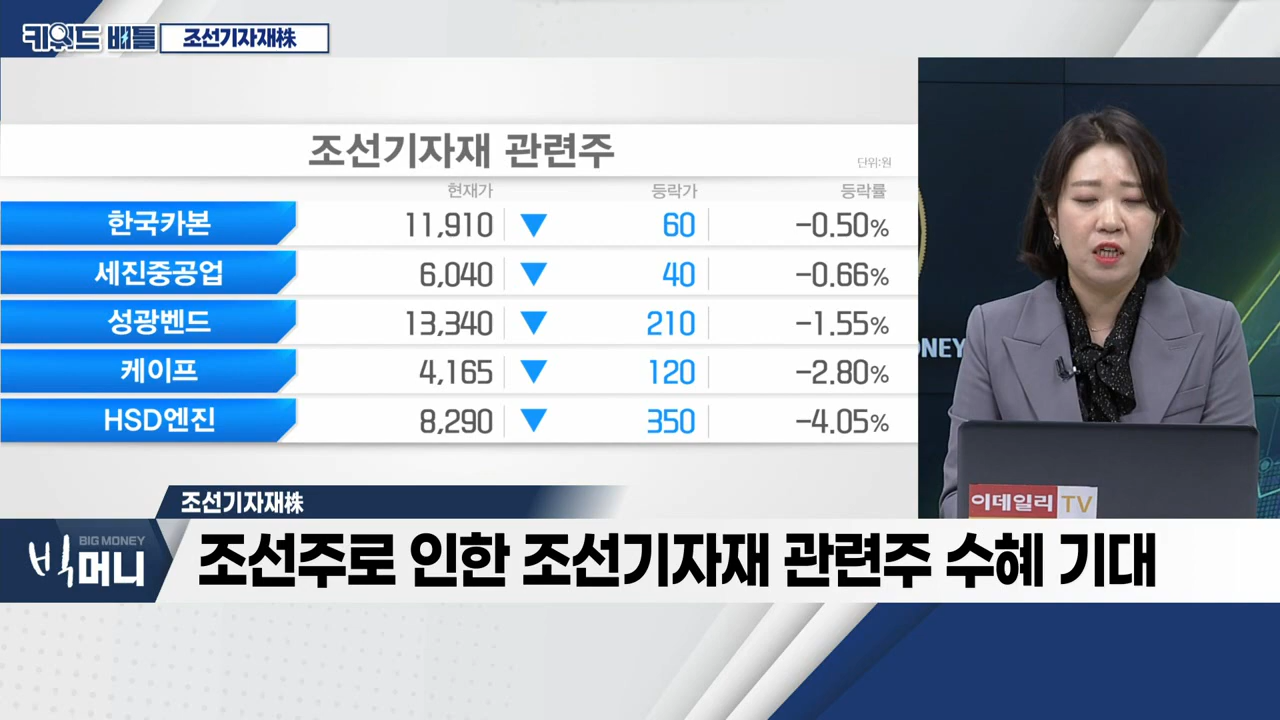 키워드 배틀 조선기자재株
조선기자재 관련주
단위:원
현재가 등락가 등락률
한국카본 11,910 ▼ 60 -0.50%
세진중공업 6,040 ▼ 40 -0.66%
성광벤드 13,340 ▼ 210 -1.55%
케이프 4,165 ▼ 120 -2.80%
HSD엔진 8,290 ▼ 350 -4.05%
ONEY
이데일리 TV
조선기자재株
BIG MONEY
빅머니
조선주로 인한 조선기자재 관련주 수혜 기대